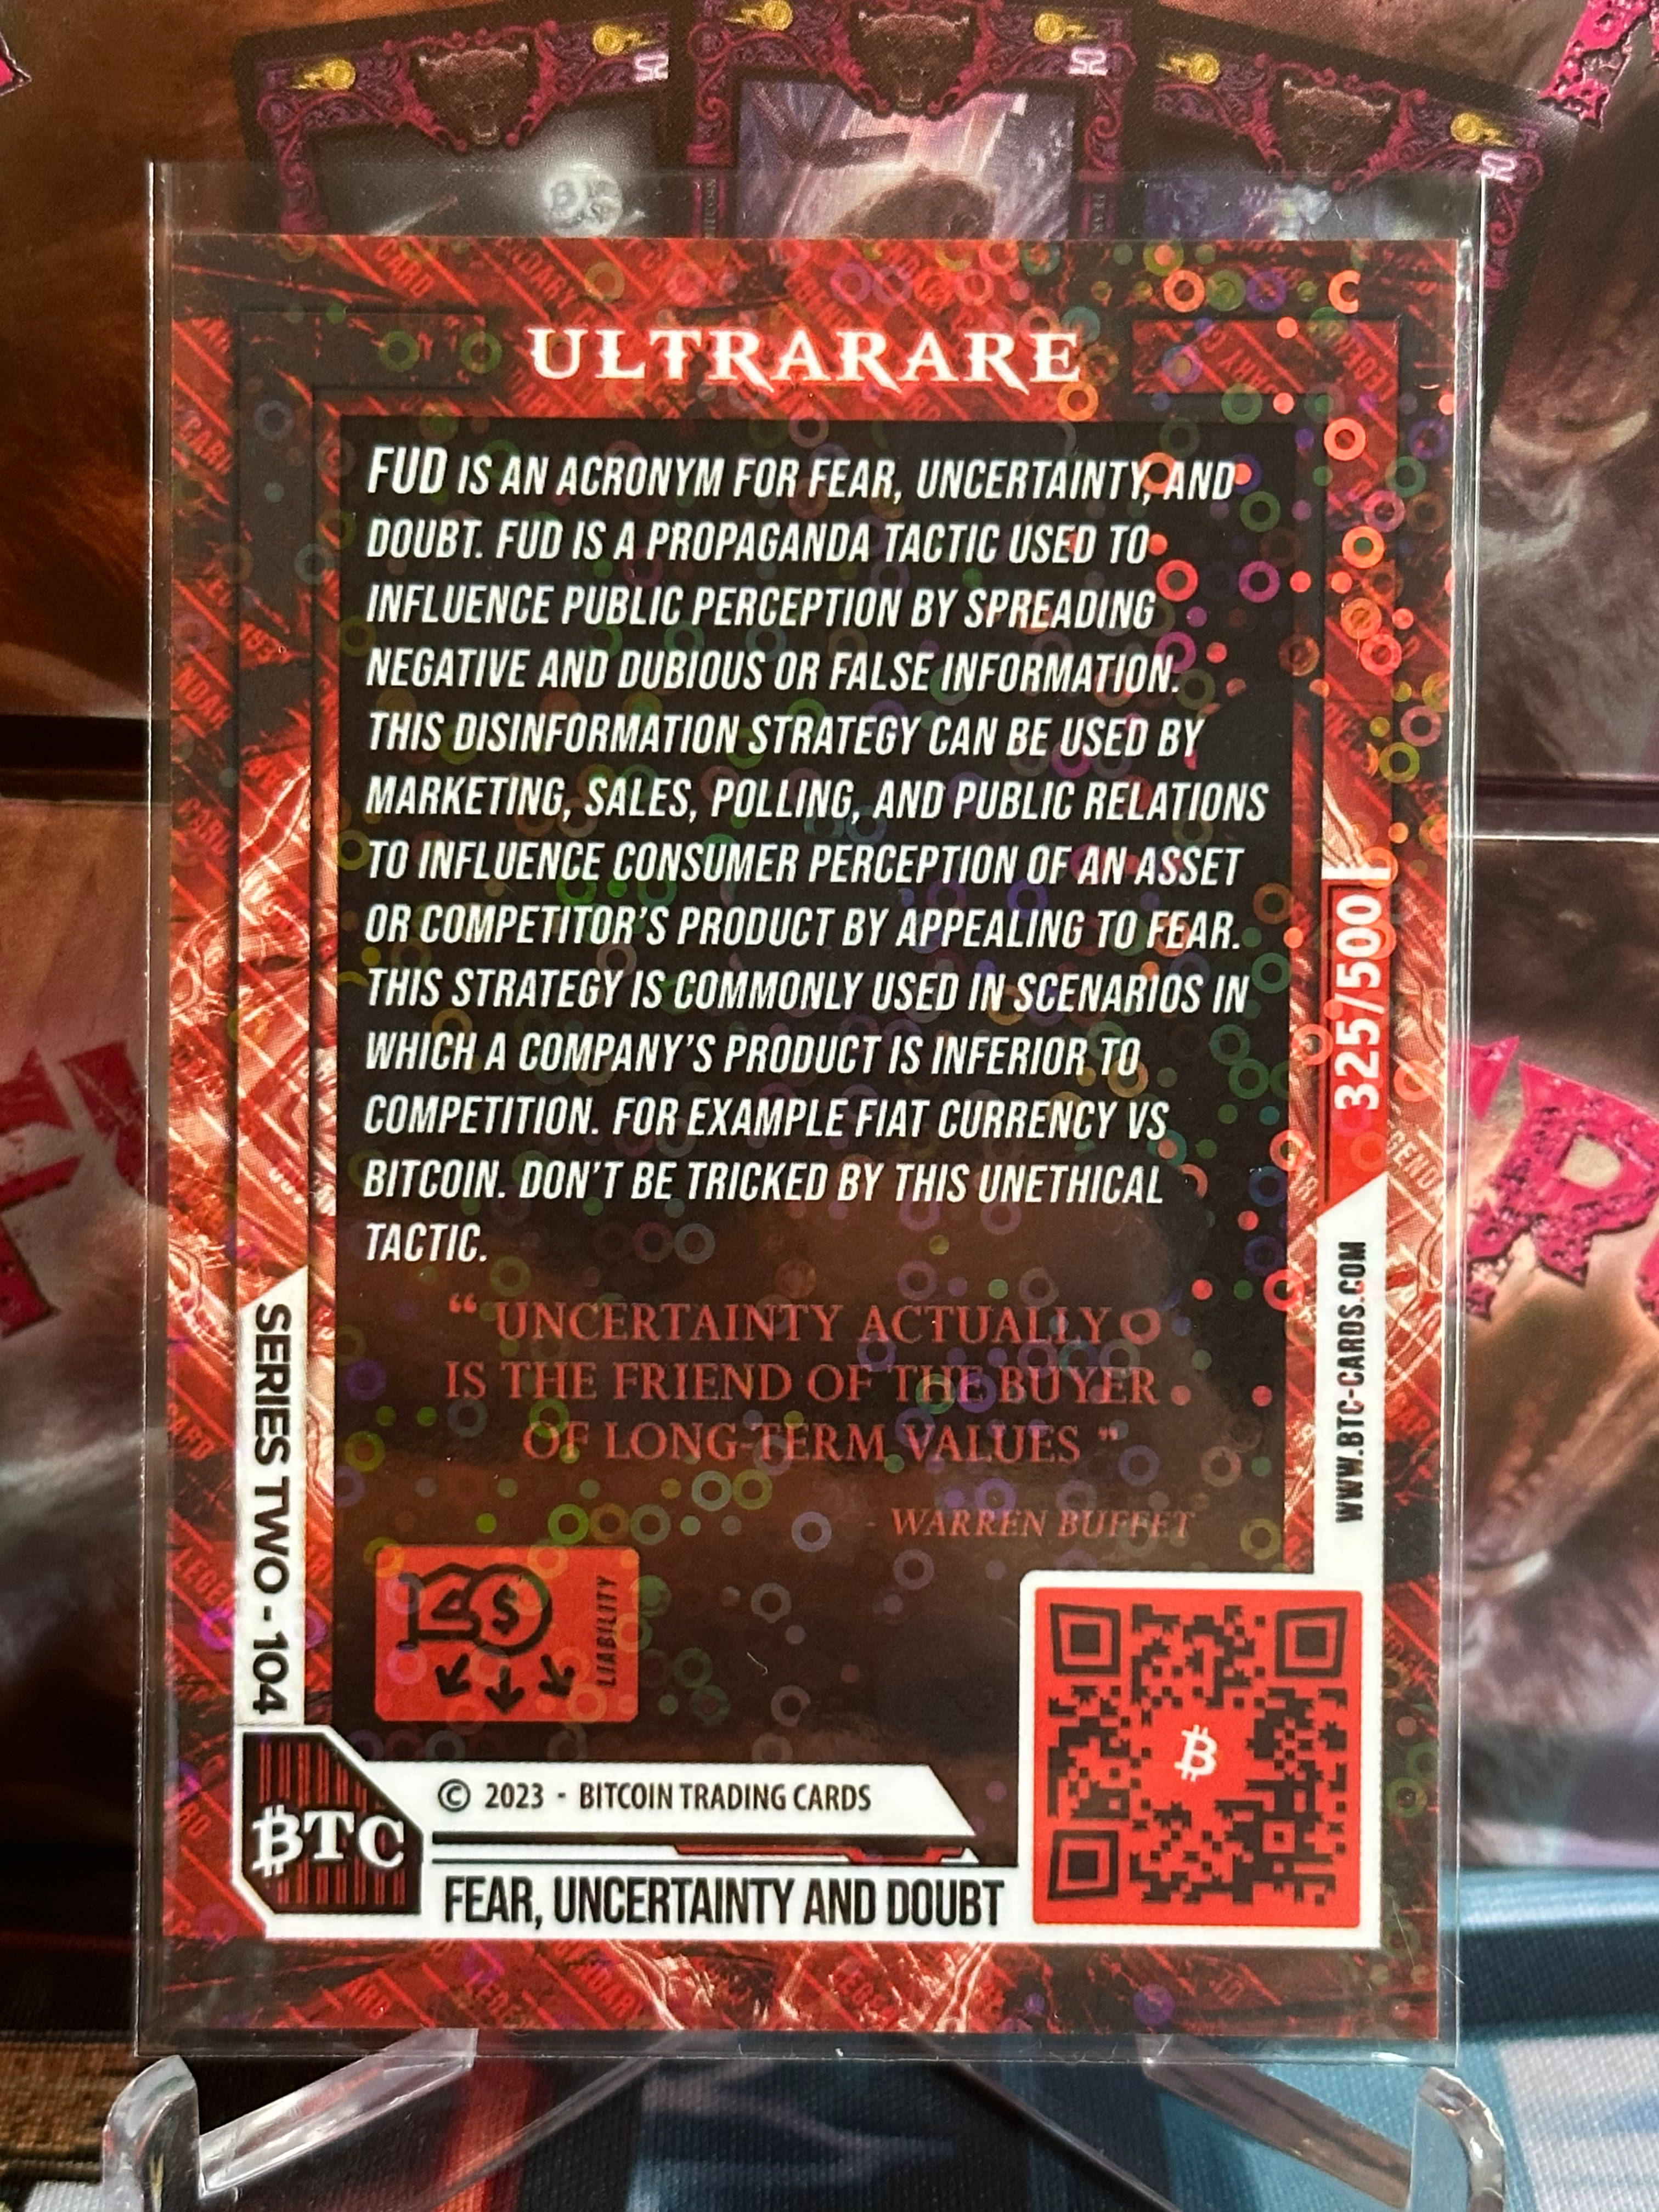 C
ULTRARARE
FUD IS AN ACRONYM FOR FEAR, UNCERTAINTY, AND
DOUBT. FUD IS A PROPAGANDA TACTIC USED TO
INFLUENCE PUBLIC PERCEPTION BY SPREADING
NEGATIVE AND DUBIOUS OR FALSE INFORMATION.
THIS DISINFORMATION STRATEGY CAN BE USED BY
MARKETING, SALES, POLLING, AND PUBLIC RELATIONS
TO INFLUENCE CONSUMER PERCEPTION OF AN ASSET
OR COMPETITOR'S PRODUCT BY APPEALING TO FEAR.
THIS STRATEGY IS COMMONLY USED IN SCENARIOS IN
WHICH A COMPANY'S PRODUCT IS INFERIOR TO
COMPETITION. FOR EXAMPLE FIAT CURRENCY VS
BITCOIN. DON'T BE TRICKED BY THIS UNETHICAL
TACTIC.
“ UNCERTAINTY ACTUALLY
IS THE FRIEND OF THE BUYER
OF LONG-TERM VALUES ”
- WARREN BUFFET
325/500
WWW.BTC-CARDS.COM
SERIES TWO - 104
$
LIABILITY
₿TC
© 2023 - BITCOIN TRADING CARDS
FEAR, UNCERTAINTY AND DOUBT
₿